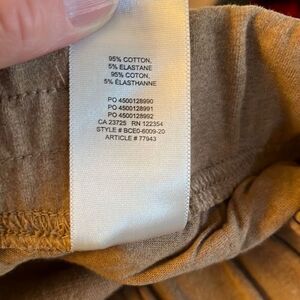 95% COTTON,
5% ELASTANE
95% COTON,
5% ELASTHANNE
PO 4500128990
PO 4500128991
PO 4500128992
CA 23725 RN 122354
STYLE # BCE0-6009-20
ARTICLE # 77943